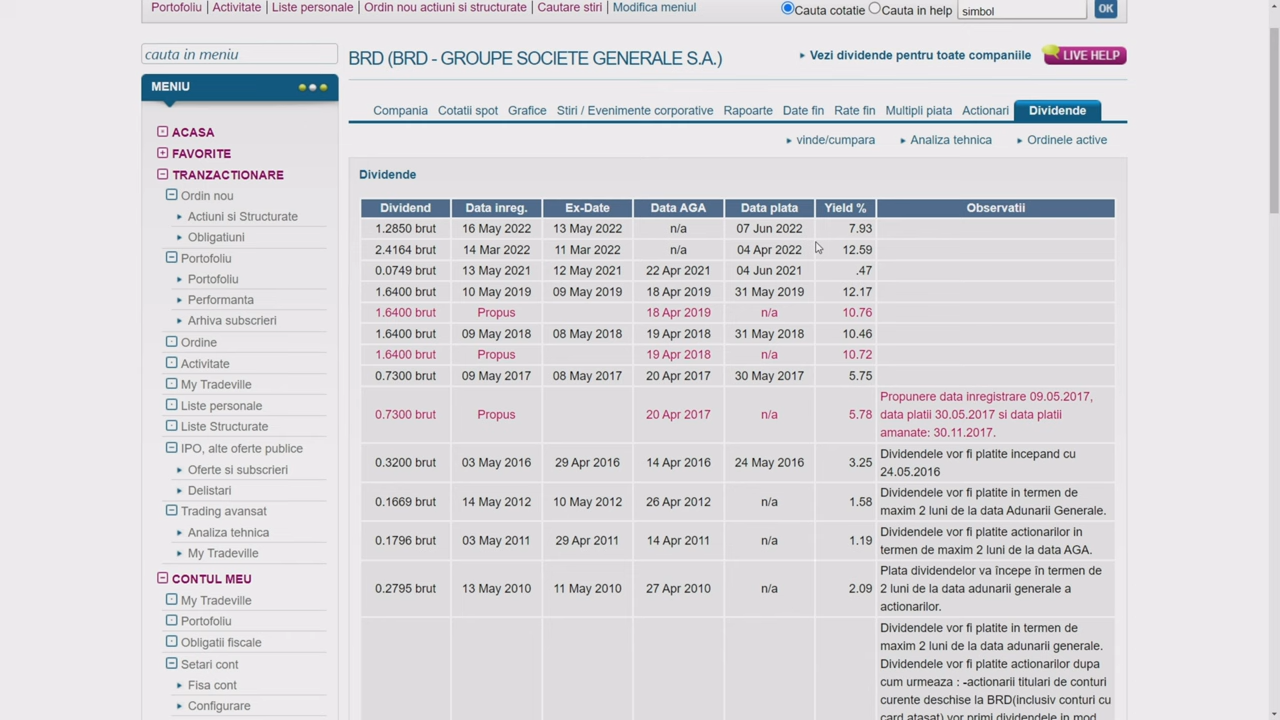 Portofoliu Activitate Liste personale Ordin nou actiuni si structurate Cautare stiri Modifica meniul Cauta cotatie Cauta in help simbol OK
cauta in meniu
BRD (BRD - GROUPE SOCIETE GENERALE S.A.) Vezi dividende pentru toate companiile LIVE HELP
MENIU
Compania Cotatii spot Grafice Stiri / Evenimente corporative Rapoarte Date fin Rate fin Multipli piata Actionari Dividende
vinde/cumpara Analiza tehnica Ordinele active
ACASA
FAVORITE
TRANZACTIONARE
Ordin nou
Actiuni si Structurate
Obligatiuni
Portofoliu
Portofoliu
Performanta
Arhiva subscrieri
Ordine
Activitate
My Tradeville
Liste personale
Liste Structurate
IPO, alte oferte publice
Oferte si subscrieri
Delistari
Trading avansat
Analiza tehnica
My Tradeville
CONTUL MEU
My Tradeville
Portofoliu
Obligatii fiscale
Setari cont
Fisa cont
Configurare
Dividende
Dividend Data inreg. Ex-Date Data AGA Data plata Yield % Observatii
1.2850 brut 16 May 2022 13 May 2022 n/a 07 Jun 2022 7.93
2.4164 brut 14 Mar 2022 11 Mar 2022 n/a 04 Apr 2022 12.59
0.0749 brut 13 May 2021 12 May 2021 22 Apr 2021 04 Jun 2021 .47
1.6400 brut 10 May 2019 09 May 2019 18 Apr 2019 31 May 2019 12.17
1.6400 brut Propus 18 Apr 2019 n/a 10.76
1.6400 brut 09 May 2018 08 May 2018 19 Apr 2018 31 May 2018 10.46
1.6400 brut Propus 19 Apr 2018 n/a 10.72
0.7300 brut 09 May 2017 08 May 2017 20 Apr 2017 30 May 2017 5.75
0.7300 brut Propus 20 Apr 2017 n/a 5.78
Propunere data inregistrare 09.05.2017,
data platii 30.05.2017 si data platii
amanate: 30.11.2017.
0.3200 brut 03 May 2016 29 Apr 2016 14 Apr 2016 24 May 2016 3.25
Dividendele vor fi platite incepand cu
24.05.2016
0.1669 brut 14 May 2012 10 May 2012 26 Apr 2012 n/a 1.58
Dividendele vor fi platite in termen de
maxim 2 luni de la data Adunarii Generale.
0.1796 brut 03 May 2011 29 Apr 2011 14 Apr 2011 n/a 1.19
Dividendele vor fi platite actionarilor in
termen de maxim 2 luni de la data AGA.
0.2795 brut 13 May 2010 11 May 2010 27 Apr 2010 n/a 2.09
Plata dividendelor va începe în termen de
2 luni de la data adunarii generale a
actionarilor.
Dividendele vor fi platite in termen de
maxim 2 luni de la data adunarii generale.
Dividendele vor fi platite actionarilor dupa
cum urmeaza : -actionarii titulari de conturi
curente deschise la BRD(inclusiv conturi cu
card atasat) vor primi dividendele in mod